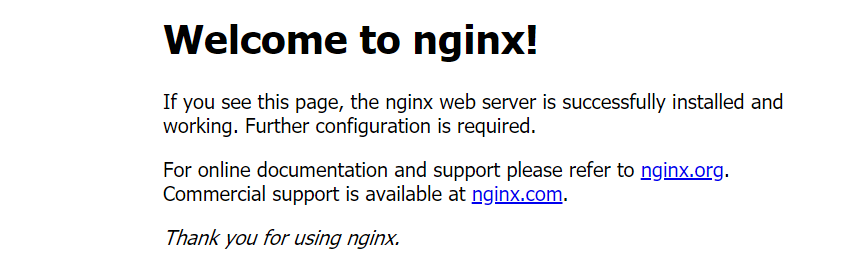 Welcome to nginx!
If you see this page, the nginx web server is successfully installed and
working. Further configuration is required.
For online documentation and support please refer to nginx.org.
Commercial support is available at nginx.com.
Thank you for using nginx.